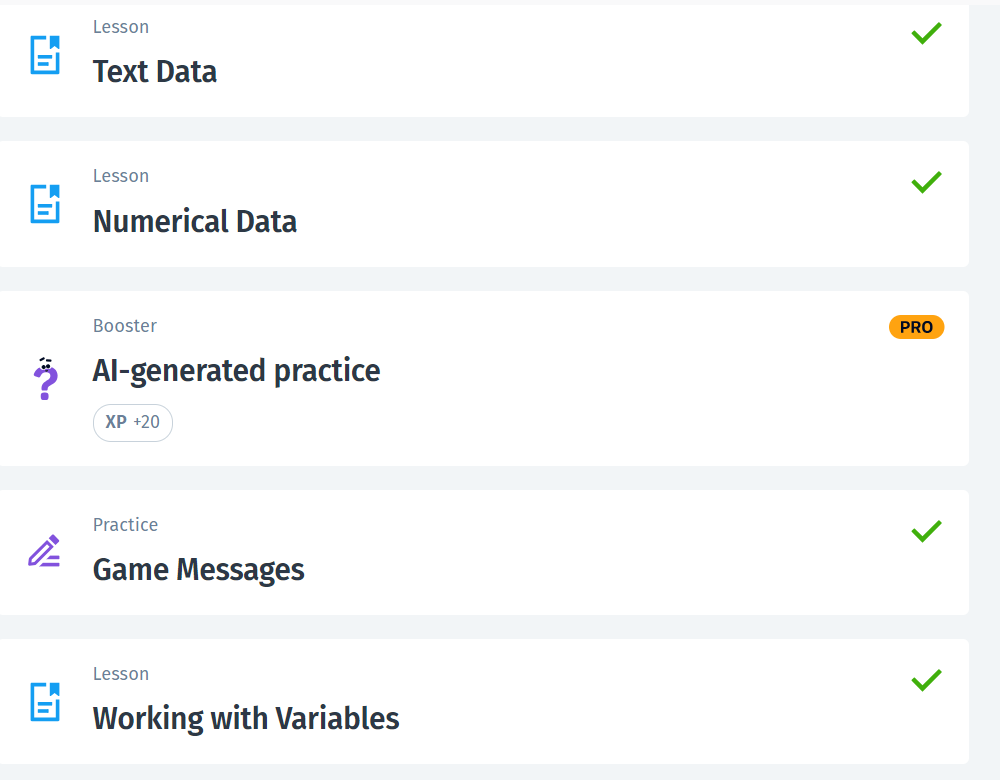 Lesson
Text Data
Lesson
Numerical Data
Booster
PRO
AI-generated practice
XP +20
Practice
Game Messages
Lesson
Working with Variables